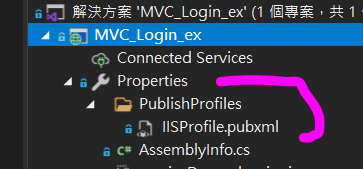 解決方案 'MVC_Login_ex' (1 個專案，共 1
MVC_Login_ex
Connected Services
Properties
PublishProfiles
IISProfile.pubxml
AssemblyInfo.cs